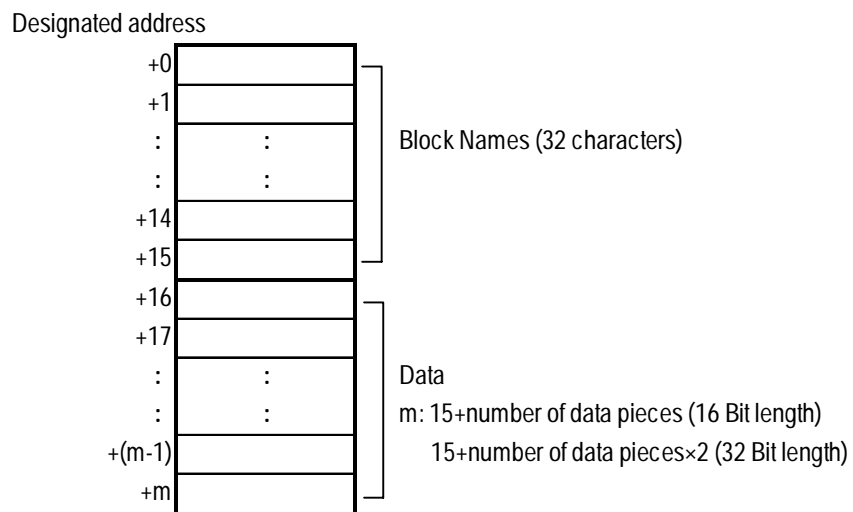 Designated address
+0
+1
: :
Block Names (32 characters)
: :
+14
+15
+16
+17
: :
Data
: :
m: 15+number of data pieces (16 Bit length)
+(m-1)
15+number of data pieces×2 (32 Bit length)
+m